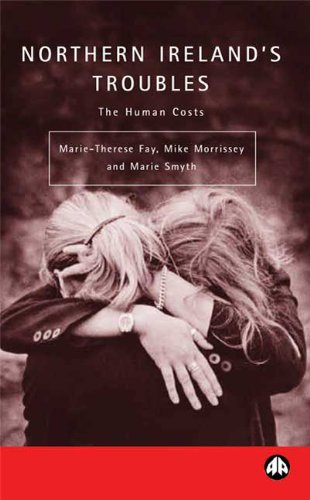 NORTHERN IRELAND'S
TROUBLES
The Human Costs
Marie-Therese Fay, Mike Morrissey
and Marie Smyth